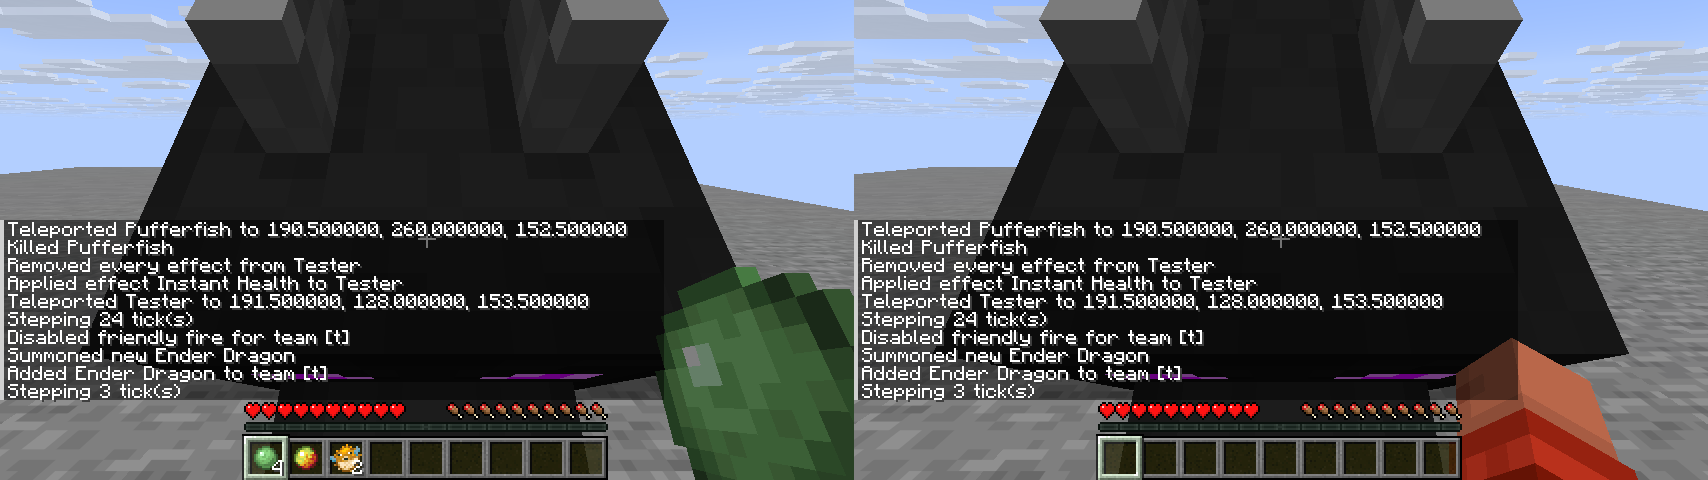 Teleported Pufferfish to 190.500000, 260.000000, 152.500000
Killed Pufferfish
Removed every effect from Tester
Applied effect Instant Health to Tester
Teleported Tester to 191.500000, 128.000000, 153.500000
Stepping 24 tick(s)
Disabled friendly fire for team [t]
Summoned new Ender Dragon
Added Ender Dragon to team [t]
Stepping 3 tick(s)
4
2
Teleported Pufferfish to 190.500000, 260.000000, 152.500000
Killed Pufferfish
Removed every effect from Tester
Applied effect Instant Health to Tester
Teleported Tester to 191.500000, 128.000000, 153.500000
Stepping 24 tick(s)
Disabled friendly fire for team [t]
Summoned new Ender Dragon
Added Ender Dragon to team [t]
Stepping 3 tick(s)